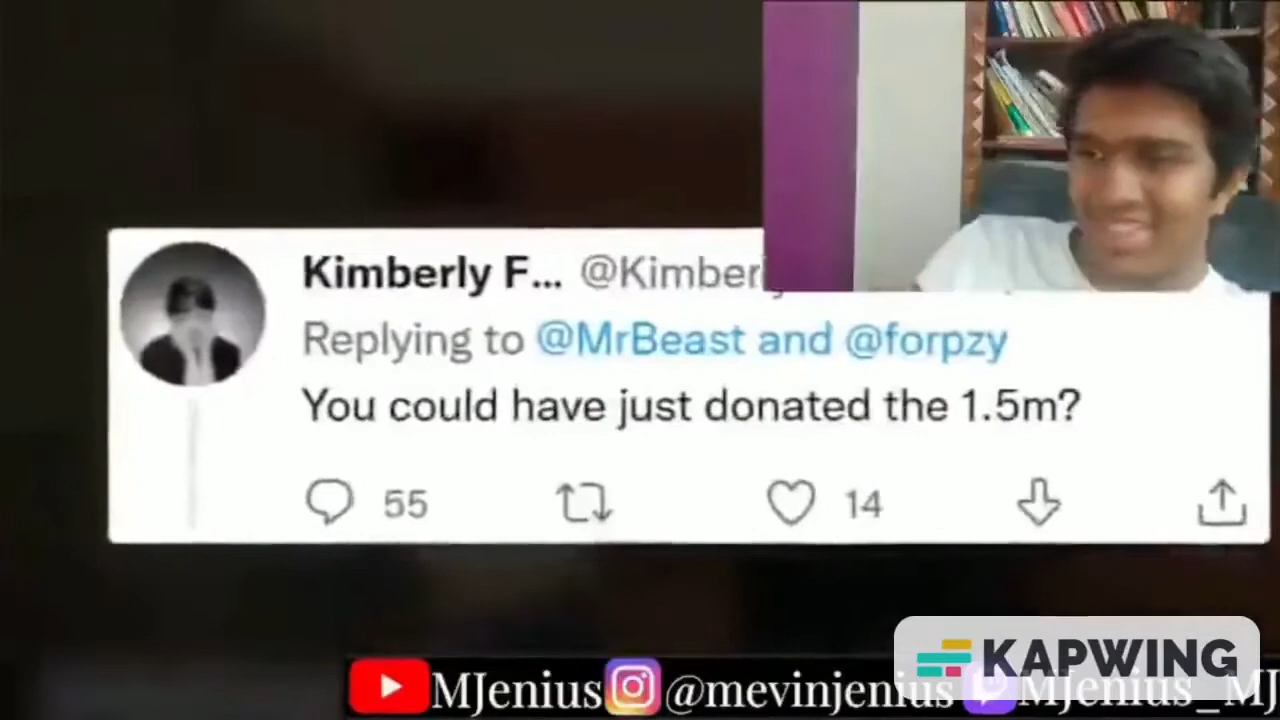 Kimberly F... @Kimber
Replying to @MrBeast and @forpzy
You could have just donated the 1.5m?
55 14
KAPWING
MJenius @mevinjenius MJenius_MJ